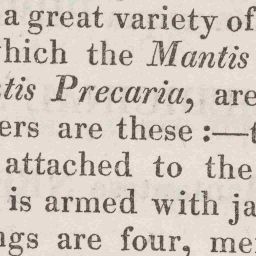 a great variety of
which the Mantis
tis Precaria, are
ers are these :—t
attached to the
is armed with ja
ngs are four, me